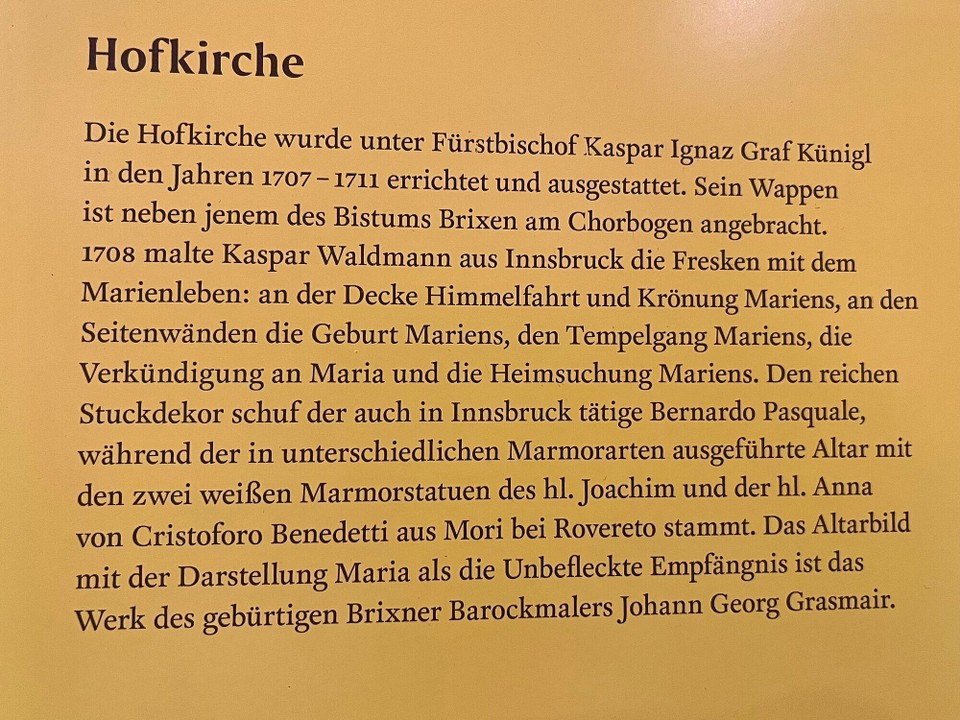 Hofkirche
Die Hofkirche wurde unter Fürstbischof Kaspar Ignaz Graf Künigl
in den Jahren 1707 – 1711 errichtet und ausgestattet. Sein Wappen
ist neben jenem des Bistums Brixen am Chorbogen angebracht.
1708 malte Kaspar Waldmann aus Innsbruck die Fresken mit dem
Marienleben: an der Decke Himmelfahrt und Krönung Mariens, an den
Seitenwänden die Geburt Mariens, den Tempelgang Mariens, die
Verkündigung an Maria und die Heimsuchung Mariens. Den reichen
Stuckdekor schuf der auch in Innsbruck tätige Bernardo Pasquale,
während der in unterschiedlichen Marmorarten ausgeführte Altar mit
den zwei weißen Marmorstatuen des hl. Joachim und der hl. Anna
von Cristoforo Benedetti aus Mori bei Rovereto stammt. Das Altarbild
mit der Darstellung Maria als die Unbefleckte Empfängnis ist das
Werk des gebürtigen Brixner Barockmalers Johann Georg Grasmair.